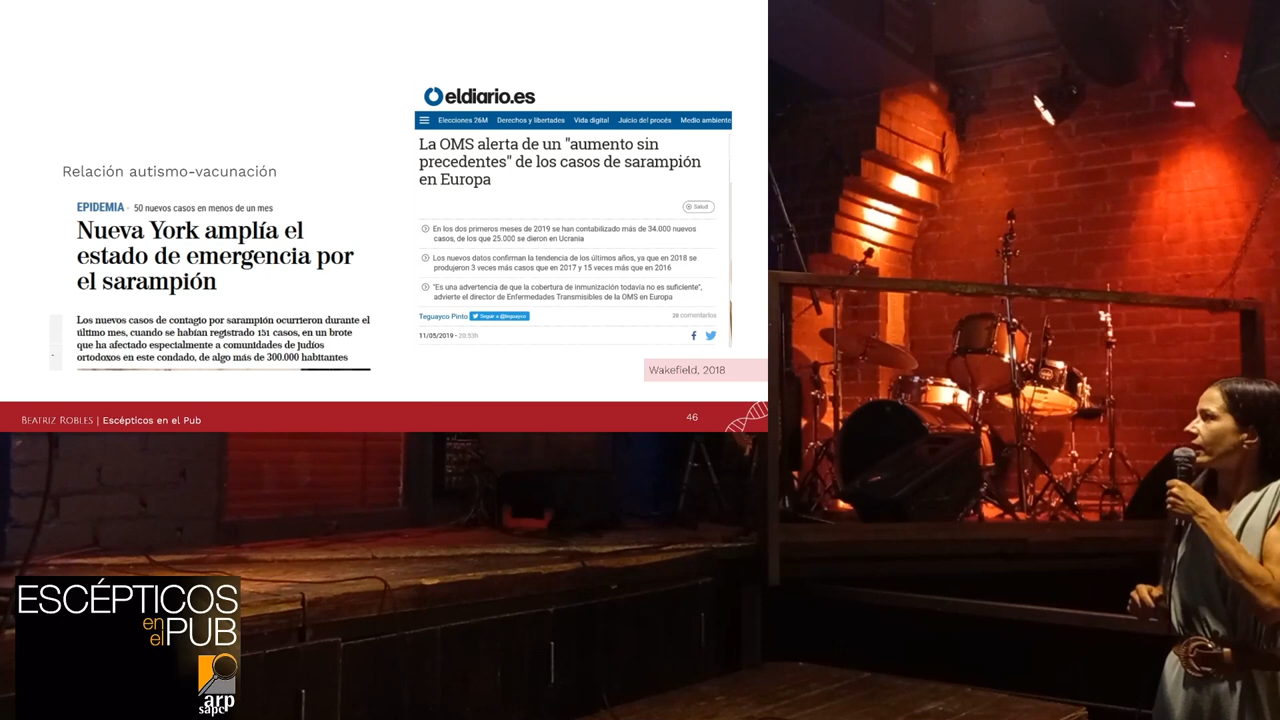 Relación autismo-vacunación
EPIDEMIA - 50 nuevos casos en menos de un mes
Nueva York amplía el
estado de emergencia por
el sarampión
Los nuevos casos de contagio por sarampión ocurrieron durante el
último mes, cuando se habían registrado 151 casos, en un brote
que ha afectado especialmente a comunidades de judíos
ortodoxos en este condado, de algo más de 300.000 habitantes
eldiario.es
Elecciones 26M Derechos y libertades Vida digital Juicio del procés Medio ambiente
La OMS alerta de un "aumento sin
precedentes" de los casos de sarampión
en Europa
Salud
En los dos primeros meses de 2019 se han contabilizado más de 34.000 nuevos
casos, de los que 25.000 se dieron en Ucrania
Los nuevos datos confirman la tendencia de los últimos años, ya que en 2018 se
produjeron 3 veces más casos que en 2017 y 15 veces más que en 2016
"Es una advertencia de que la cobertura de inmunización todavía no es suficiente",
advierte el director de Enfermedades Transmisibles de la OMS en Europa
Teguayco Pinto Seguir a @teguayco
38 comentarios
11/05/2019 - 20:53h
Wakefield, 2018
BEATRIZ ROBLES | Escépticos en el Pub
46
ESCÉPTICOS
en el PUB
arp
sapc